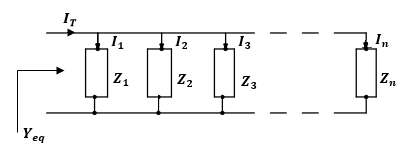 I_T
I_1 I_2 I_3 I_n
Z_1 Z_2 Z_3 Z_n
Y_eq